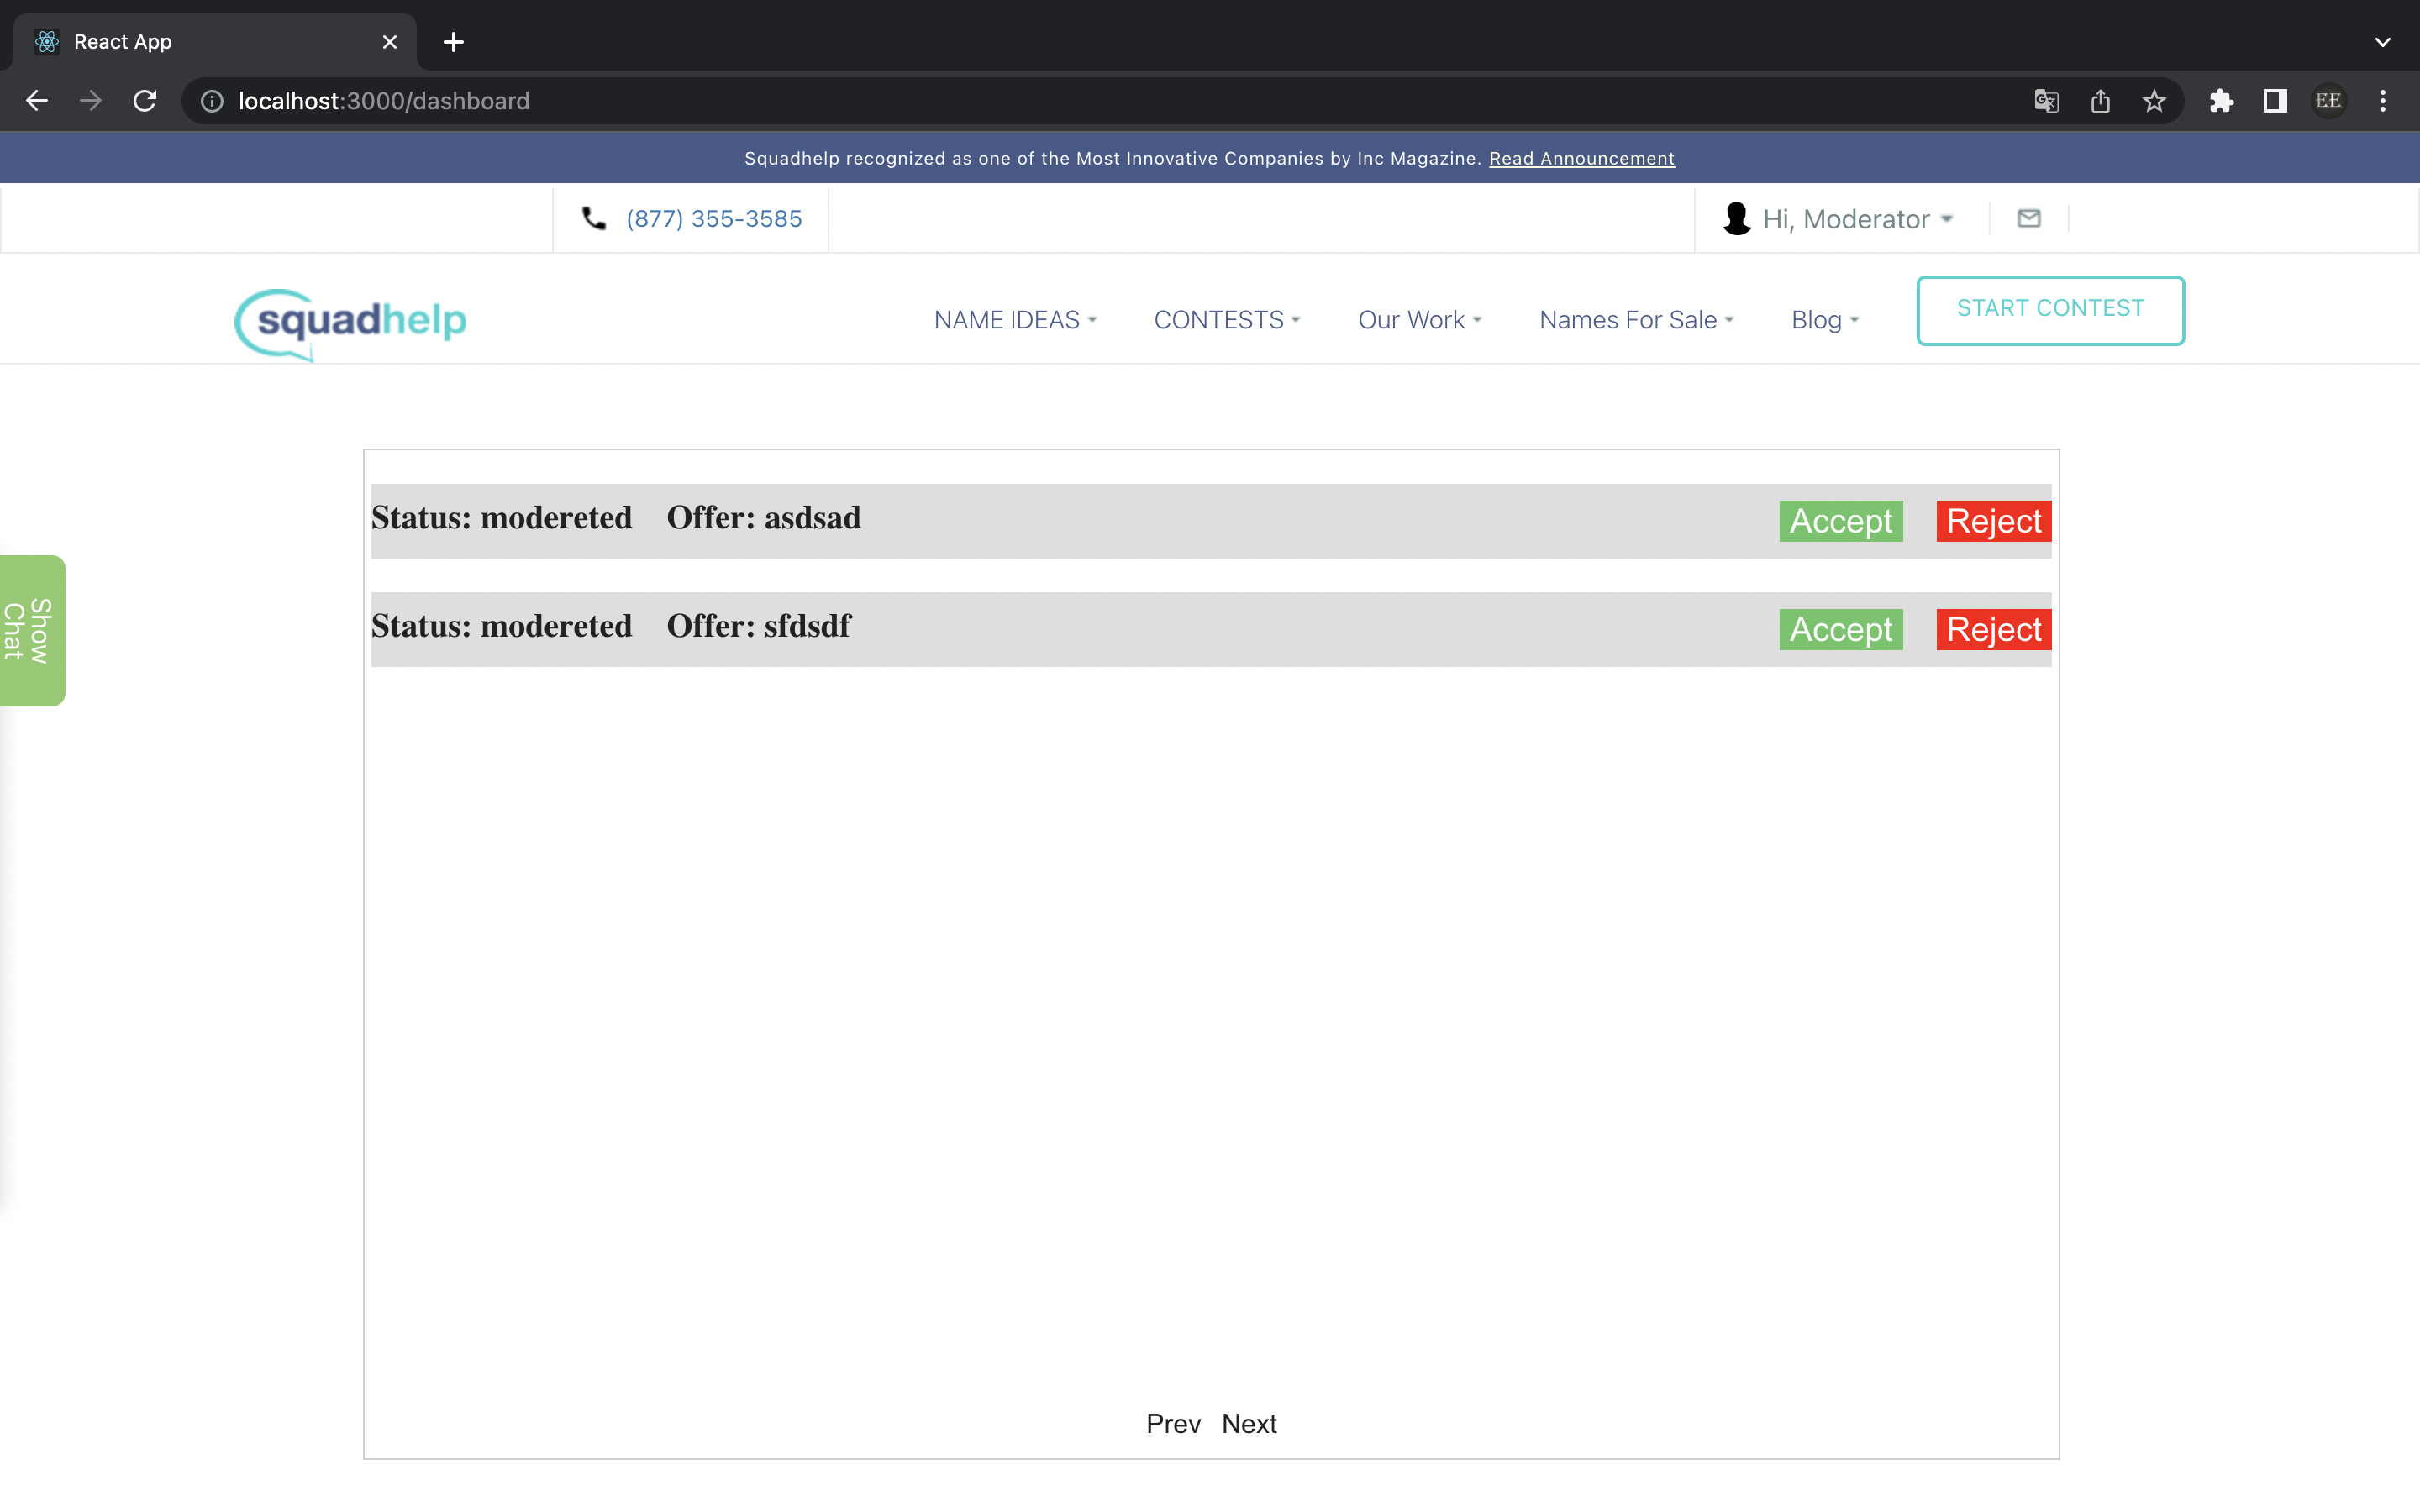 React App
localhost:3000/dashboard
EE
Squadhelp recognized as one of the Most Innovative Companies by Inc Magazine. Read Announcement
(877) 355-3585
Hi, Moderator
squadhelp
NAME IDEAS
CONTESTS
Our Work
Names For Sale
Blog
START CONTEST
Status: modereted Offer: asdsad
Accept
Reject
Status: modereted Offer: sfdsdf
Accept
Reject
Show
Chat
Prev Next